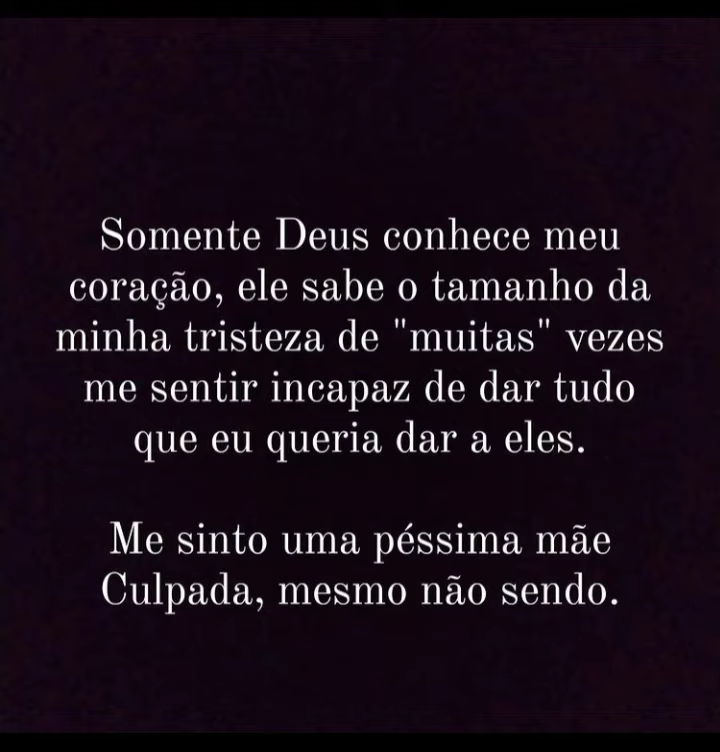 Somente Deus conhece meu
coração, ele sabe o tamanho da
minha tristeza de "muitas" vezes
me sentir incapaz de dar tudo
que eu queria dar a eles.
Me sinto uma péssima mãe
Culpada, mesmo não sendo.